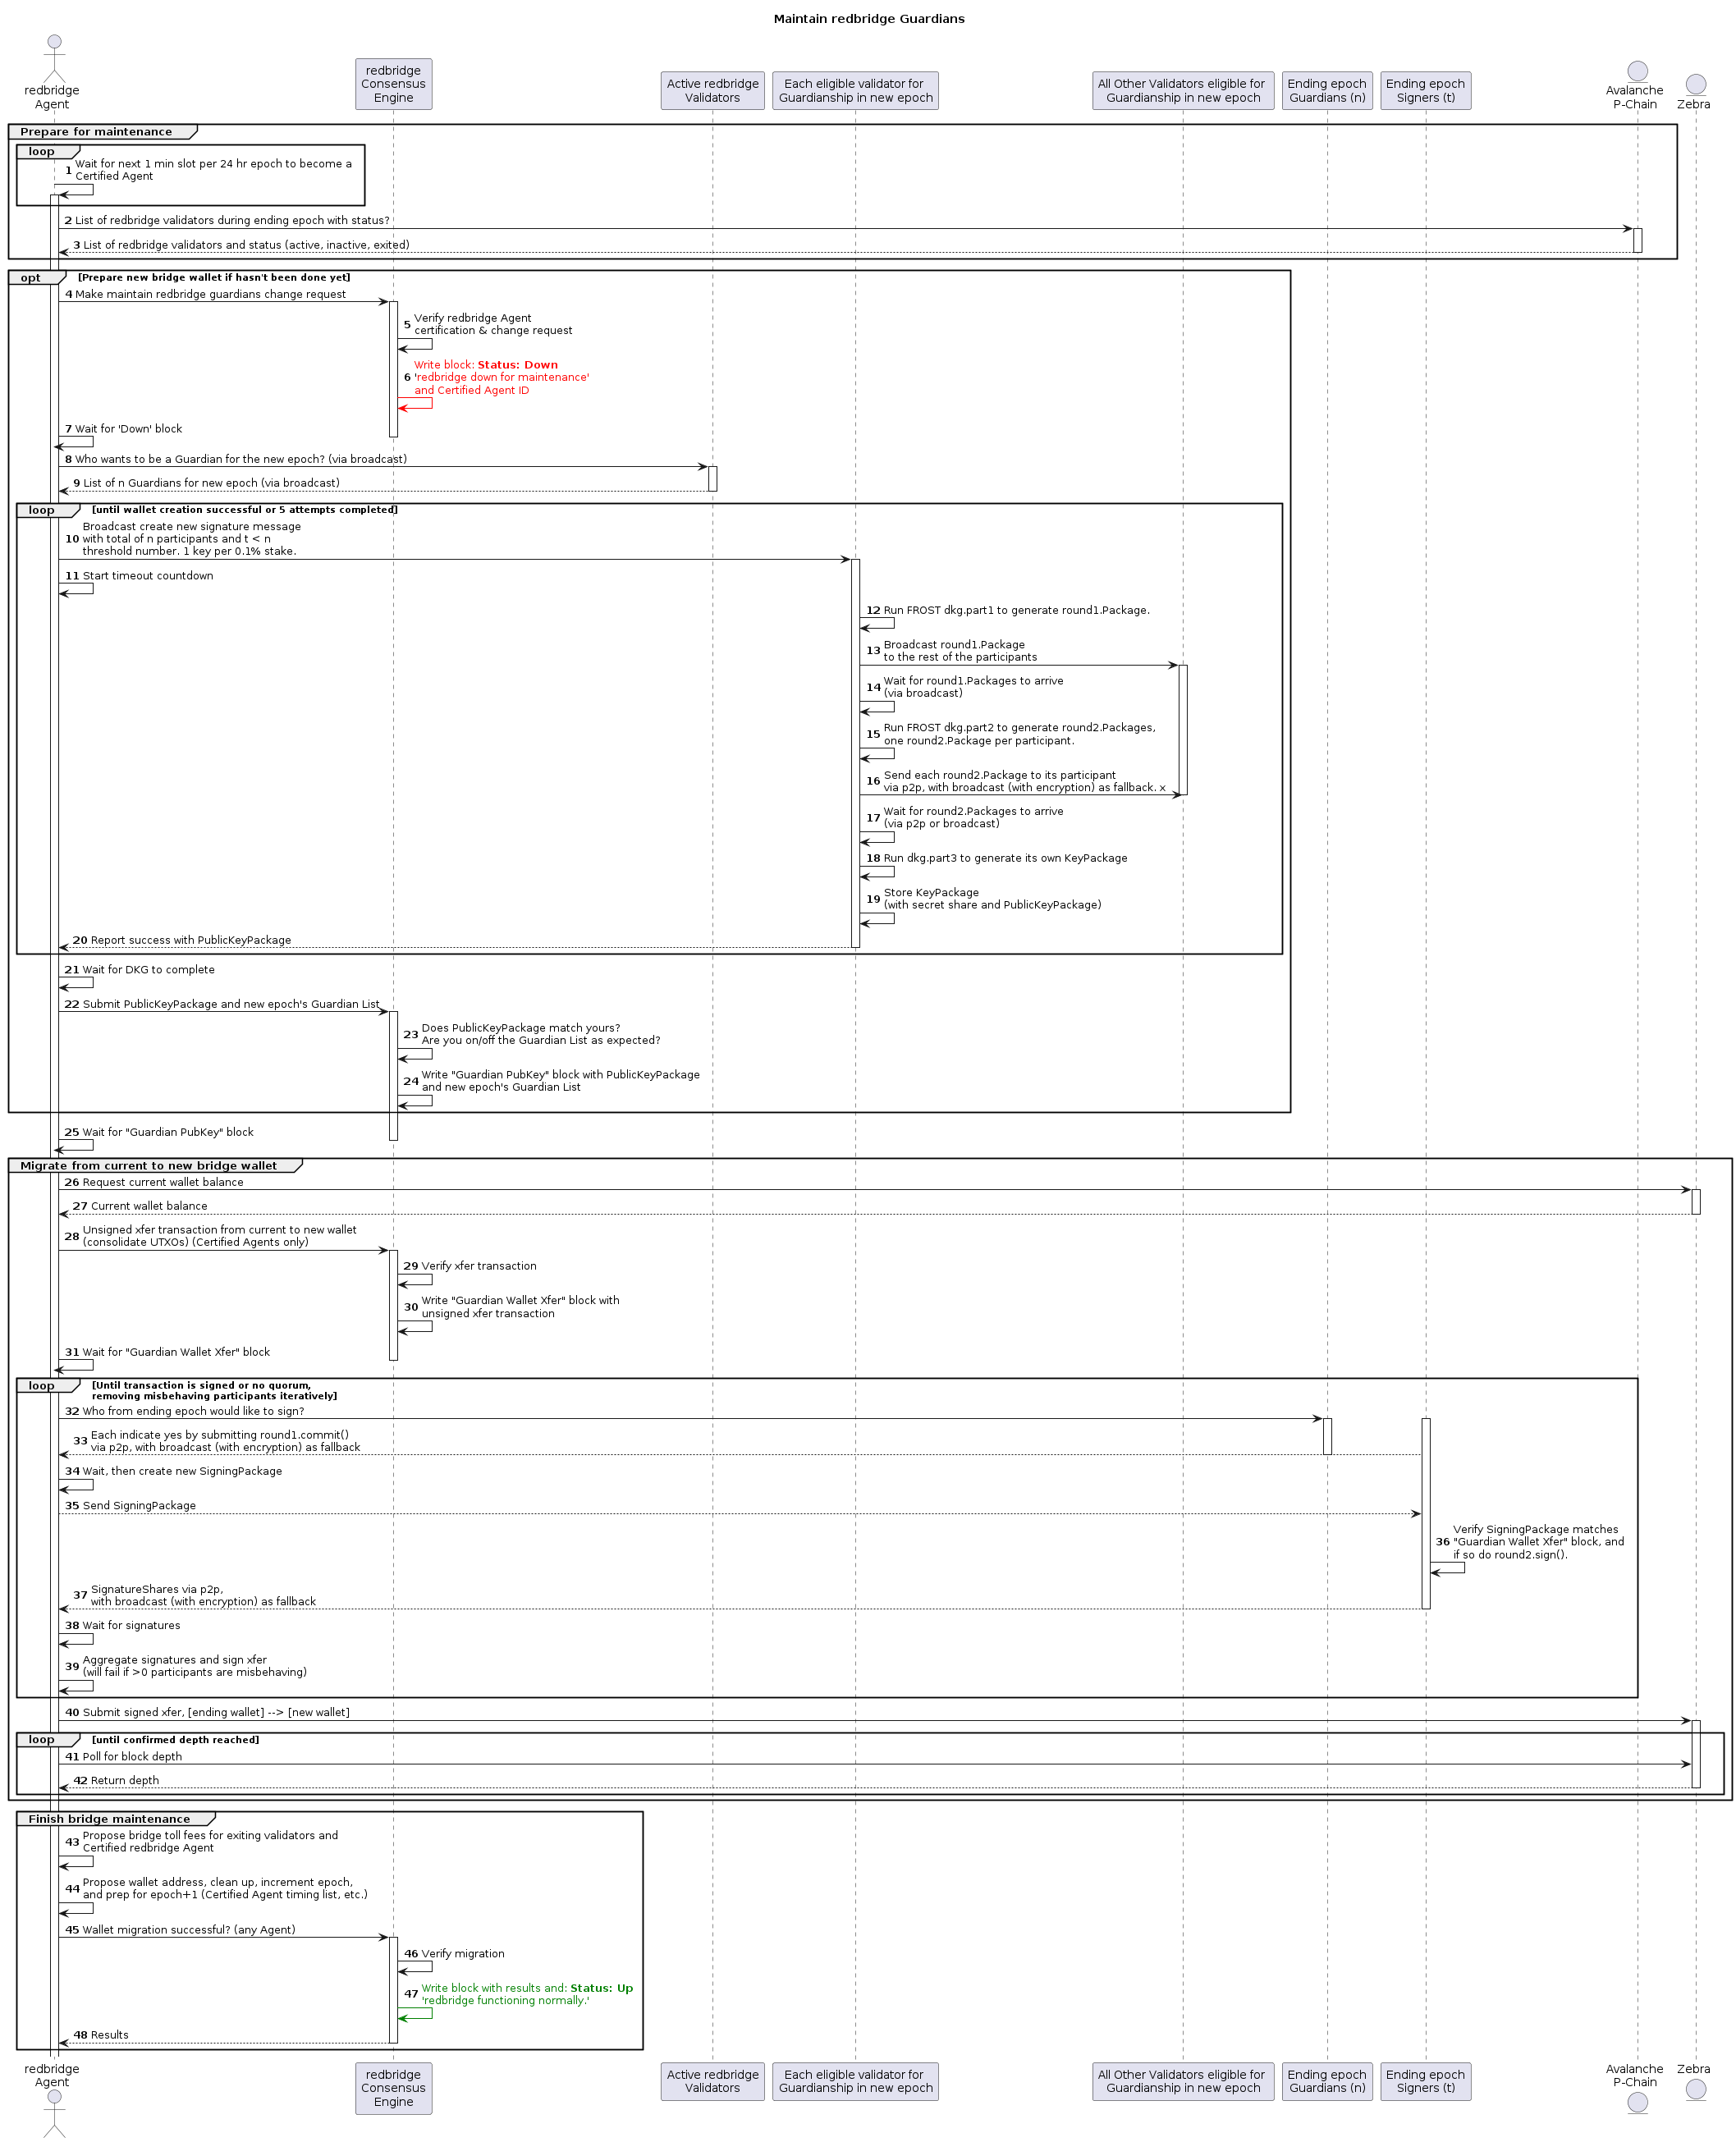 Maintain redbridge Guardians
redbridge
Agent
redbridge
Consensus
Engine
Active redbridge
Validators
Each eligible validator for
Guardianship in new epoch
All Other Validators eligible for
Guardianship in new epoch
Ending epoch
Guardians (n)
Ending epoch
Signers (t)
Avalanche
P-Chain
Zebra
Prepare for maintenance
loop
1 Wait for next 1 min slot per 24 hr epoch to become a
Certified Agent
2 List of redbridge validators during ending epoch with status?
3 List of redbridge validators and status (active, inactive, exited)
opt [Prepare new bridge wallet if hasn't been done yet]
4 Make maintain redbridge guardians change request
5 Verify redbridge Agent
certification & change request
6 Write block: Status: Down
'redbridge down for maintenance'
and Certified Agent ID
7 Wait for 'Down' block
8 Who wants to be a Guardian for the new epoch? (via broadcast)
9 List of n Guardians for new epoch (via broadcast)
loop [until wallet creation successful or 5 attempts completed]
10 Broadcast create new signature message
with total of n participants and t < n
threshold number. 1 key per 0.1% stake.
11 Start timeout countdown
12 Run FROST dkg.part1 to generate round1.Package.
13 Broadcast round1.Package
to the rest of the participants
14 Wait for round1.Packages to arrive
(via broadcast)
15 Run FROST dkg.part2 to generate round2.Packages,
one round2.Package per participant.
16 Send each round2.Package to its participant
via p2p, with broadcast (with encryption) as fallback. x
17 Wait for round2.Packages to arrive
(via p2p or broadcast)
18 Run dkg.part3 to generate its own KeyPackage
19 Store KeyPackage
(with secret share and PublicKeyPackage)
20 Report success with PublicKeyPackage
21 Wait for DKG to complete
22 Submit PublicKeyPackage and new epoch's Guardian List
23 Does PublicKeyPackage match yours?
Are you on/off the Guardian List as expected?
24 Write "Guardian PubKey" block with PublicKeyPackage
and new epoch's Guardian List
25 Wait for "Guardian PubKey" block
Migrate from current to new bridge wallet
26 Request current wallet balance
27 Current wallet balance
28 Unsigned xfer transaction from current to new wallet
(consolidate UTXOs) (Certified Agents only)
29 Verify xfer transaction
30 Write "Guardian Wallet Xfer" block with
unsigned xfer transaction
31 Wait for "Guardian Wallet Xfer" block
loop [Until transaction is signed or no quorum,
removing misbehaving participants iteratively]
32 Who from ending epoch would like to sign?
33 Each indicate yes by submitting round1.commit()
via p2p, with broadcast (with encryption) as fallback
34 Wait, then create new SigningPackage
35 Send SigningPackage
36 Verify SigningPackage matches
"Guardian Wallet Xfer" block, and
if so do round2.sign().
37 SignatureShares via p2p,
with broadcast (with encryption) as fallback
38 Wait for signatures
39 Aggregate signatures and sign xfer
(will fail if >0 participants are misbehaving)
40 Submit signed xfer, [ending wallet] --> [new wallet]
loop [until confirmed depth reached]
41 Poll for block depth
42 Return depth
Finish bridge maintenance
43 Propose bridge toll fees for exiting validators and
Certified redbridge Agent
44 Propose wallet address, clean up, increment epoch,
and prep for epoch+1 (Certified Agent timing list, etc.)
45 Wallet migration successful? (any Agent)
46 Verify migration
47 Write block with results and: Status: Up
'redbridge functioning normally.'
48 Results
redbridge
Agent
redbridge
Consensus
Engine
Active redbridge
Validators
Each eligible validator for
Guardianship in new epoch
All Other Validators eligible for
Guardianship in new epoch
Ending epoch
Guardians (n)
Ending epoch
Signers (t)
Avalanche
P-Chain
Zebra